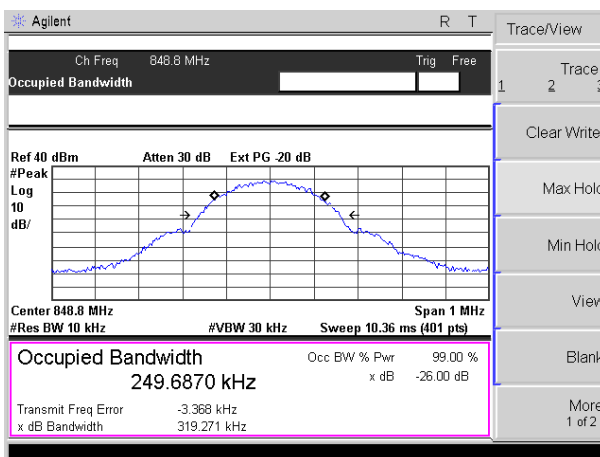 Agilent R T
Trace/View
Ch Freq 848.8 MHz Trig Free
Occupied Bandwidth
Trace
1 2 3
Clear Write
Max Hold
Min Hold
View
Blank
More
1 of 2
Ref 40 dBm Atten 30 dB Ext PG -20 dB
#Peak
Log
10
dB/
Center 848.8 MHz Span 1 MHz
#Res BW 10 kHz #VBW 30 kHz Sweep 10.36 ms (401 pts)
Occupied Bandwidth Occ BW % Pwr 99.00 %
249.6870 kHz x dB -26.00 dB
Transmit Freq Error -3.368 kHz
x dB Bandwidth 319.271 kHz